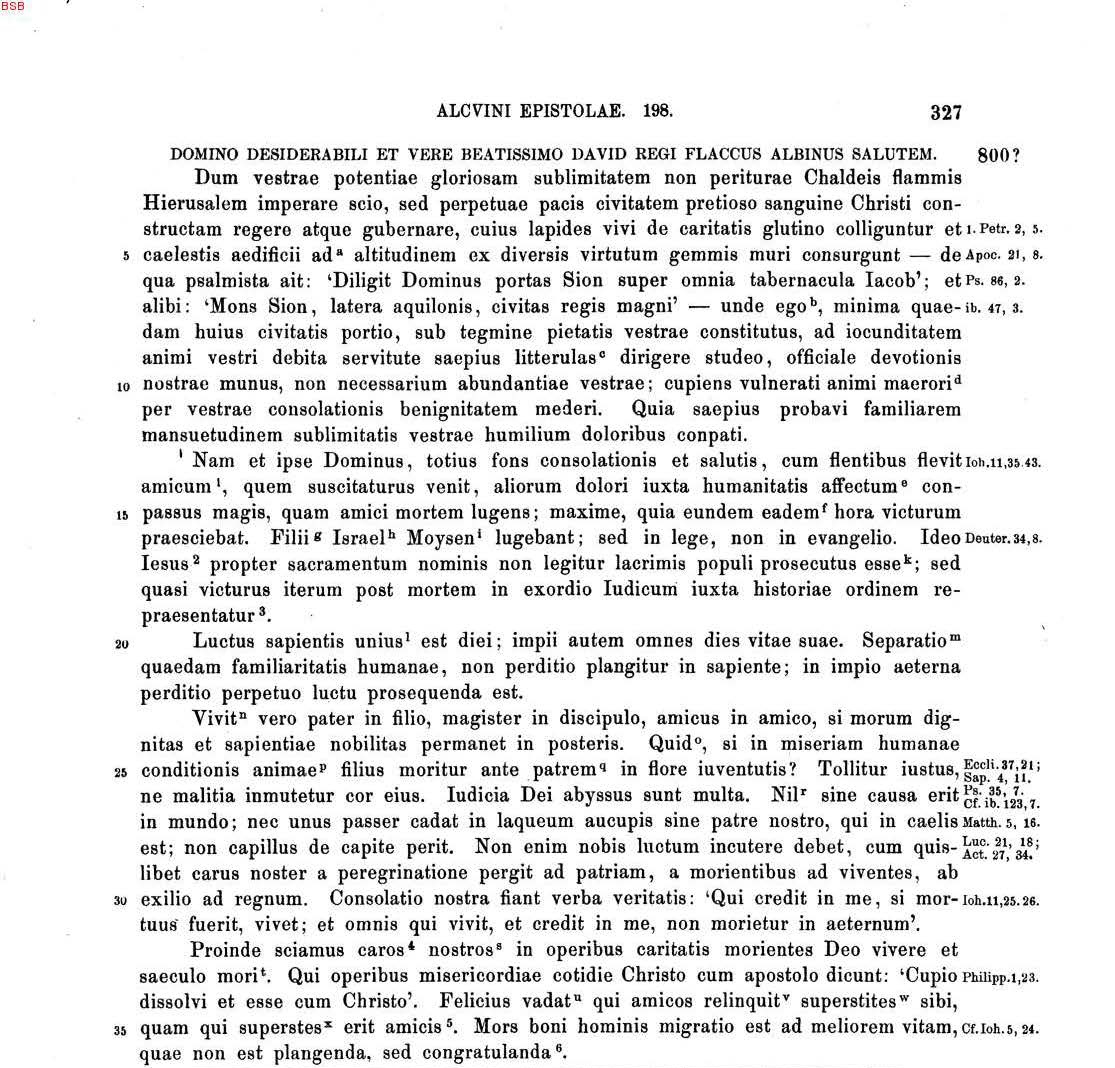 BSB
ALCVINI EPISTOLAE. 198. 327
DOMINO DESIDERABILI ET VERE BEATISSIMO DAVID REGI FLACCUS ALBINUS SALUTEM. 800?
Dum vestrae potentiae gloriosam sublimitatem non periturae Chaldeis flammis
Hierusalem imperare scio, sed perpetuae pacis civitatem pretioso sanguine Christi con-
structam regere atque gubernare, cuius lapides vivi de caritatis glutino colliguntur et 1. Petr. 2, 5.
5 caelestis aedificii ad a altitudinem ex diversis virtutum gemmis muri consurgunt — de Apoc. 21, 8.
qua psalmista ait: ‘Diligit Dominus portas Sion super omnia tabernacula Iacob’; et Ps. 86, 2.
alibi: ‘Mons Sion, latera aquilonis, civitas regis magni’ — unde ego b, minima quae- ib. 47, 3.
dam huius civitatis portio, sub tegmine pietatis vestrae constitutus, ad iocunditatem
animi vestri debita servitute saepius litterulas c dirigere studeo, officiale devotionis
10 nostrae munus, non necessarium abundantiae vestrae; cupiens vulnerati animi maerori d
per vestrae consolationis benignitatem mederi. Quia saepius probavi familiarem
mansuetudinem sublimitatis vestrae humilium doloribus conpati.
Nam et ipse Dominus, totius fons consolationis et salutis, cum flentibus flevit Ioh. 11, 35. 43.
amicum 1, quem suscitaturus venit, aliorum dolori iuxta humanitatis affectum e con-
15 passus magis, quam amici mortem lugens; maxime, quia eundem eadem f hora victurum
praesciebat. Filii g Israel h Moysen i lugebant; sed in lege, non in evangelio. Ideo Deuter. 34, 8.
Iesus 2 propter sacramentum nominis non legitur lacrimis populi prosecutus esse k; sed
quasi victurus iterum post mortem in exordio Iudicum iuxta historiae ordinem re-
praesentatur 3.
20 Luctus sapientis unius l est diei; impii autem omnes dies vitae suae. Separatio m
quaedam familiaritatis humanae, non perditio plangitur in sapiente; in impio aeterna
perditio perpetuo luctu prosequenda est.
Vivit n vero pater in filio, magister in discipulo, amicus in amico, si morum dig-
nitas et sapientiae nobilitas permanet in posteris. Quid o, si in miseriam humanae
25 conditionis animae p filius moritur ante patrem q in flore iuventutis? Tollitur iustus, Eccli. 37, 21; Sap. 4, 11.
ne malitia inmutetur cor eius. Iudicia Dei abyssus sunt multa. Nil r sine causa erit Ps. 35, 7. Cf. ib. 123, 7.
in mundo; nec unus passer cadat in laqueum aucupis sine patre nostro, qui in caelis Matth. 5, 16.
est; non capillus de capite perit. Non enim nobis luctum incutere debet, cum quis- Luc. 21, 18; Act. 27, 34.
libet carus noster a peregrinatione pergit ad patriam, a morientibus ad viventes, ab
30 exilio ad regnum. Consolatio nostra fiant verba veritatis: ‘Qui credit in me, si mor- Ioh. 11, 25. 26.
tuus fuerit, vivet; et omnis qui vivit, et credit in me, non morietur in aeternum’.
Proinde sciamus caros 4 nostros s in operibus caritatis morientes Deo vivere et
saeculo mori t. Qui operibus misericordiae cotidie Christo cum apostolo dicunt: ‘Cupio Philipp. 1, 23.
dissolvi et esse cum Christo’. Felicius vadat u qui amicos relinquit v superstites w sibi,
35 quam qui superstes x erit amicis 5. Mors boni hominis migratio est ad meliorem vitam, Cf. Ioh. 5, 24.
quae non est plangenda, sed congratulanda 6.